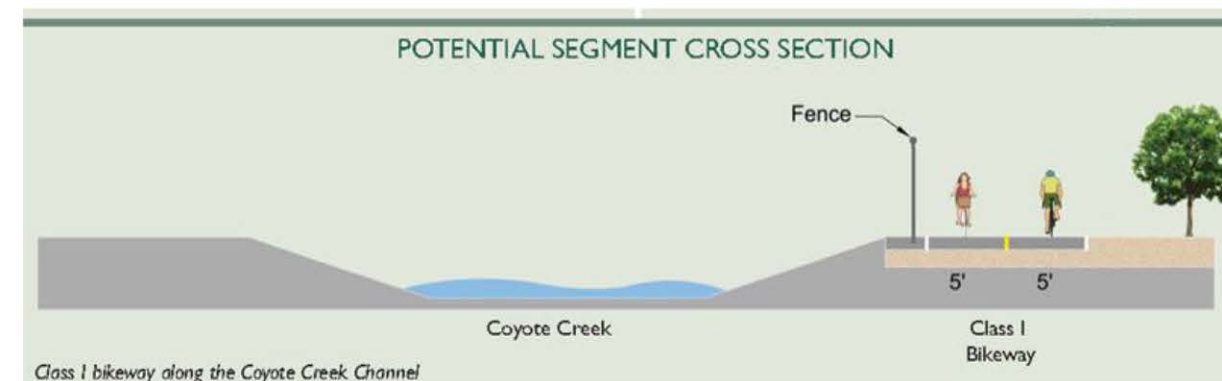 POTENTIAL SEGMENT CROSS SECTION
Fence
5' 5'
Coyote Creek
Class I
Bikeway
Class I bikeway along the Coyote Creek Channel